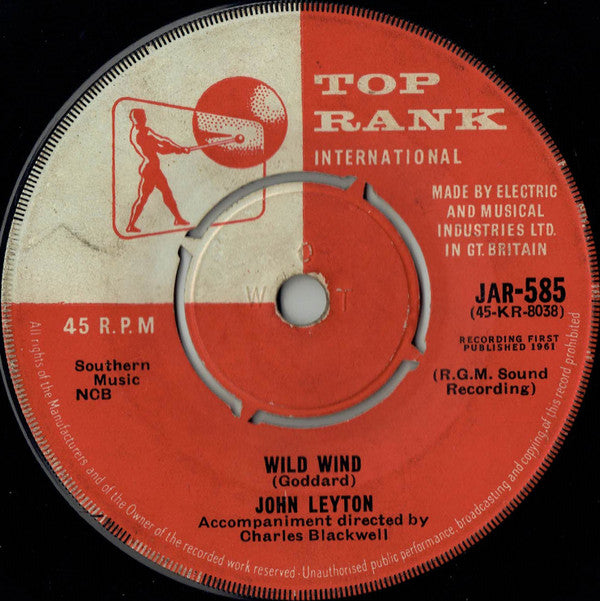 TOP
RANK
INTERNATIONAL
MADE BY ELECTRIC
AND MUSICAL
INDUSTRIES LTD.
IN GT. BRITAIN
JAR-585
(45-KR-8038)
RECORDING FIRST
PUBLISHED 1961
(R.G.M. Sound
Recording)
45 R.P.M
Southern
Music
NCB
WILD WIND
(Goddard)
JOHN LEYTON
Accompaniment directed by
Charles Blackwell
All rights of the Manufacturers and of the Owner of the recorded work reserved - Unauthorised public performance, broadcasting and copying, of this record prohibited